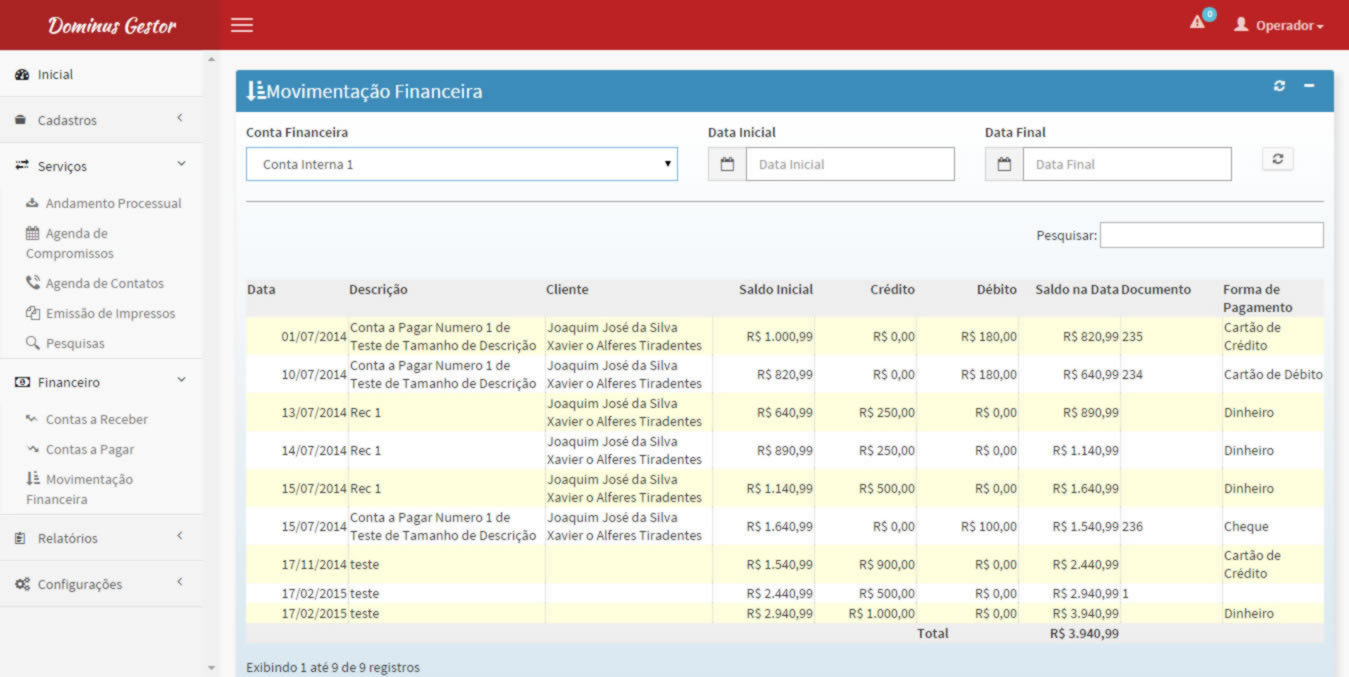 Dominus Gestor
0
Operador
Inicial
Cadastros
Serviços
Andamento Processual
Agenda de
Compromissos
Agenda de Contatos
Emissão de Impressos
Pesquisas
Financeiro
Contas a Receber
Contas a Pagar
Movimentação
Financeira
Relatórios
Configurações
Movimentação Financeira
Conta Financeira Data Inicial Data Final
Conta Interna 1 Data Inicial Data Final
Pesquisar:
Data Descrição Cliente Saldo Inicial Crédito Débito Saldo na Data Documento Forma de
Pagamento
01/07/2014 Conta a Pagar Numero 1 de Joaquim José da Silva R$ 1.000,99 R$ 0,00 R$ 180,00 R$ 820,99 235 Cartão de
Teste de Tamanho de Descrição Xavier o Alferes Tiradentes Crédito
10/07/2014 Conta a Pagar Numero 1 de Joaquim José da Silva R$ 820,99 R$ 0,00 R$ 180,00 R$ 640,99 234 Cartão de Débito
Teste de Tamanho de Descrição Xavier o Alferes Tiradentes
13/07/2014 Rec 1 Joaquim José da Silva R$ 640,99 R$ 250,00 R$ 0,00 R$ 890,99 Dinheiro
Xavier o Alferes Tiradentes
14/07/2014 Rec 1 Joaquim José da Silva R$ 890,99 R$ 250,00 R$ 0,00 R$ 1.140,99 Dinheiro
Xavier o Alferes Tiradentes
15/07/2014 Rec 1 Joaquim José da Silva R$ 1.140,99 R$ 500,00 R$ 0,00 R$ 1.640,99 Dinheiro
Xavier o Alferes Tiradentes
15/07/2014 Conta a Pagar Numero 1 de Joaquim José da Silva R$ 1.640,99 R$ 0,00 R$ 100,00 R$ 1.540,99 236 Cheque
Teste de Tamanho de Descrição Xavier o Alferes Tiradentes
17/11/2014 teste R$ 1.540,99 R$ 900,00 R$ 0,00 R$ 2.440,99 Cartão de
Crédito
17/02/2015 teste R$ 2.440,99 R$ 500,00 R$ 0,00 R$ 2.940,99 1
17/02/2015 teste R$ 2.940,99 R$ 1.000,00 R$ 0,00 R$ 3.940,99 Dinheiro
Total R$ 3.940,99
Exibindo 1 até 9 de 9 registros